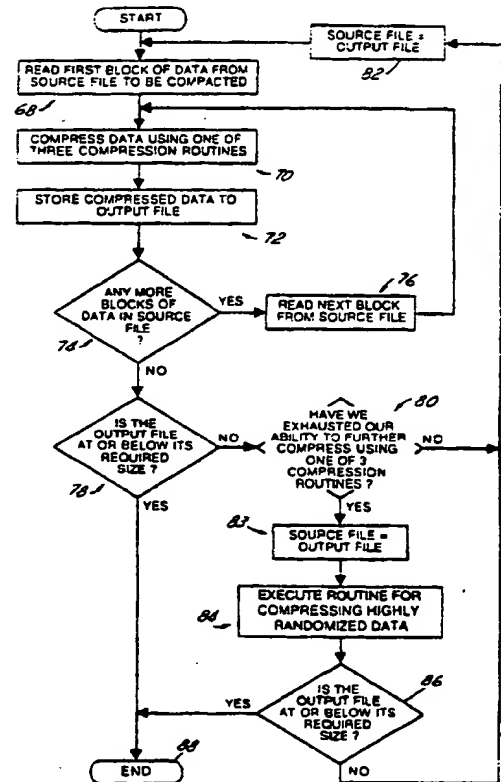 START
SOURCE FILE =
OUTPUT FILE
82
READ FIRST BLOCK OF DATA FROM
SOURCE FILE TO BE COMPACTED
68
COMPRESS DATA USING ONE OF
THREE COMPRESSION ROUTINES
70
STORE COMPRESSED DATA TO
OUTPUT FILE
72
ANY MORE
BLOCKS OF
DATA IN SOURCE
FILE
?
74
YES
76
READ NEXT BLOCK
FROM SOURCE FILE
NO
IS THE
OUTPUT FILE
AT OR BELOW ITS
REQUIRED
SIZE ?
78
NO
YES
80
HAVE WE
EXHAUSTED OUR
ABILITY TO FURTHER
COMPRESS USING
ONE OF 3
COMPRESSION
ROUTINES ?
NO
YES
83
SOURCE FILE =
OUTPUT FILE
EXECUTE ROUTINE FOR
COMPRESSING HIGHLY
RANDOMIZED DATA
84
IS THE
OUTPUT FILE
AT OR BELOW ITS
REQUIRED
SIZE ?
86
YES
NO
END
88